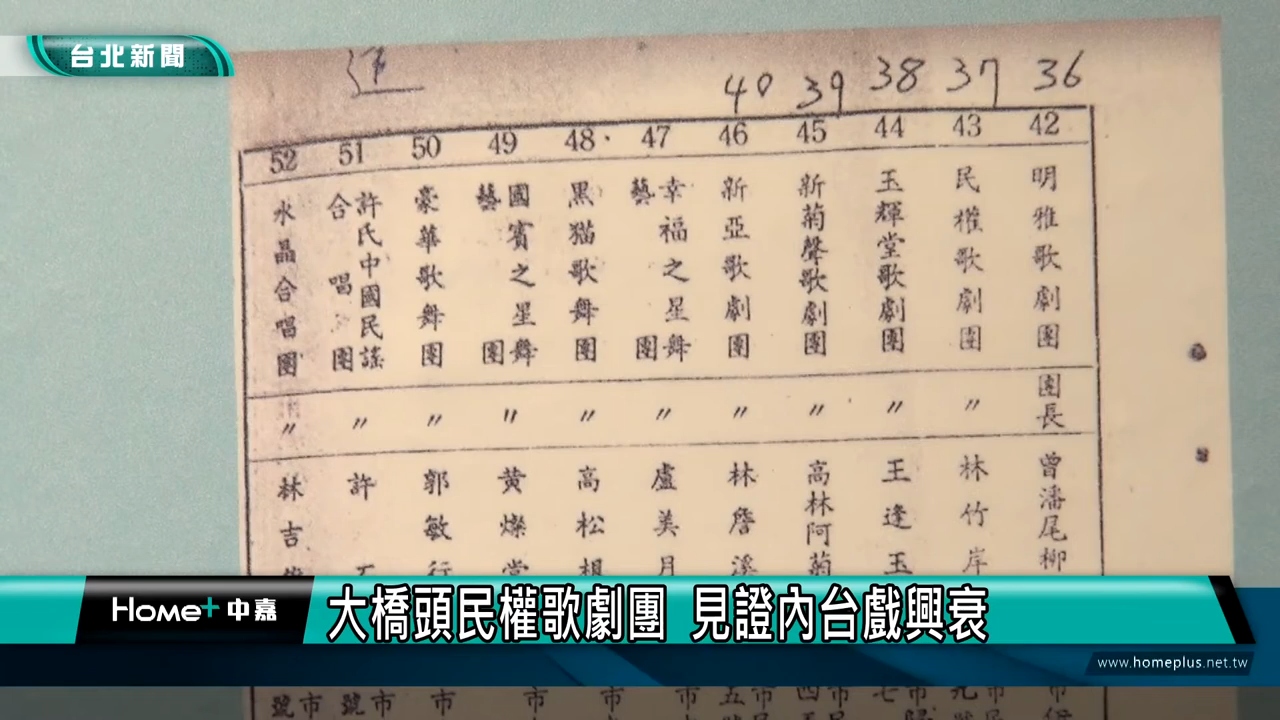 台北新聞
40 39 38 37 36
52 51 50 49 48 47 46 45 44 43 42
明雅歌劇團
團長
曾潘尾柳
民權歌劇團
〃
林竹岸
玉輝堂歌劇團
〃
王逢玉
新菊聲歌劇團
〃
高林阿菊
新亞歌劇團
〃
林詹溪
幸福之星舞藝團
〃
盧美月
黑猫歌舞團
〃
高松
國賓之星舞藝團
〃
黄燦
豪華歌舞團
〃
郭敏行
許氏中國民謠合唱團
〃
許
水晶合唱團
〃
林吉
Home+中嘉
大橋頭民權歌劇團 見證內台戲興衰
www.homeplus.net.tw